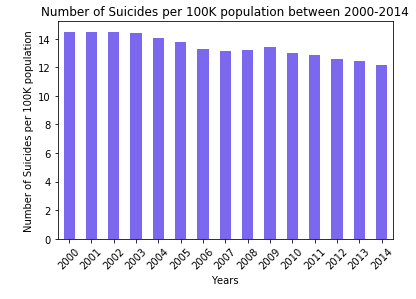 Number of Suicides per 100K population between 2000-2014
Number of Suicides per 100K population
14
12
10
8
6
4
2
0
2000 2001 2002 2003 2004 2005 2006 2007 2008 2009 2010 2011 2012 2013 2014
Years